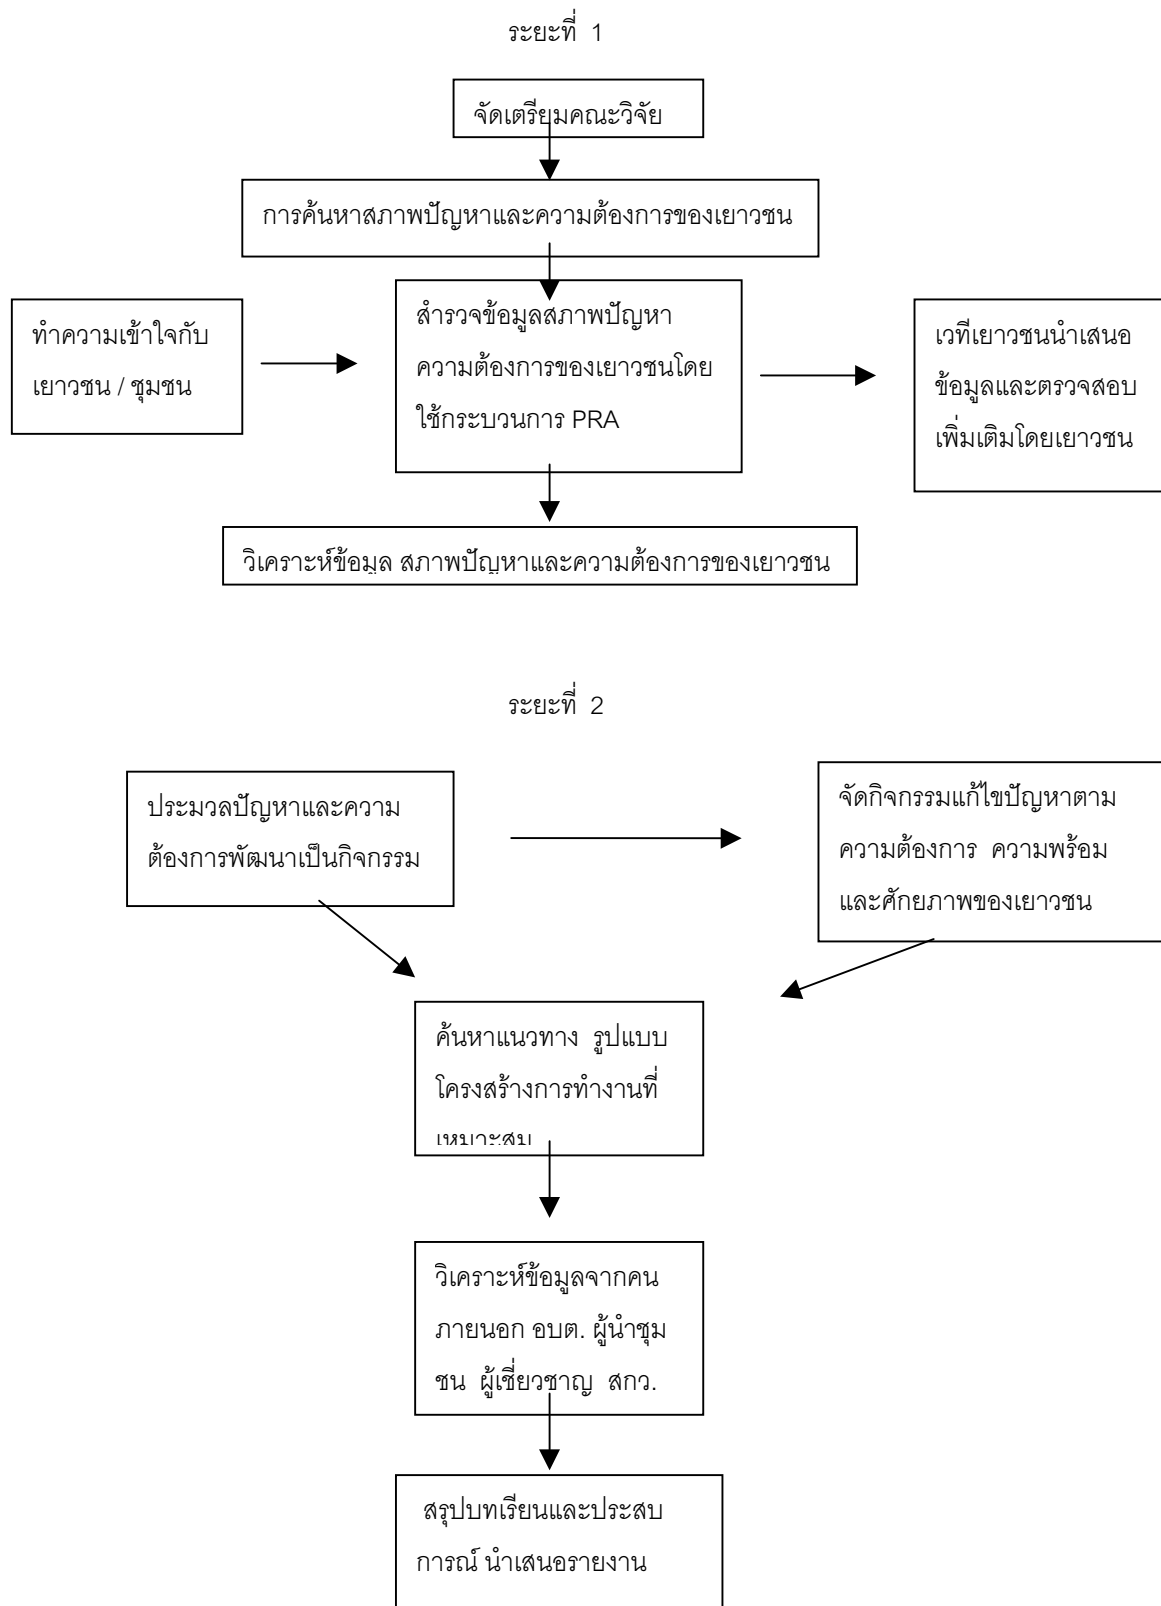 ระยะที่ 1
จัดเตรียมคณะวิจัย
การค้นหาสภาพปัญหาและความต้องการของเยาวชน
ทำความเข้าใจกับ
เยาวชน / ชุมชน
สำรวจข้อมูลสภาพปัญหา
ความต้องการของเยาวชนโดย
ใช้กระบวนการ PRA
เวทีเยาวชนนำเสนอ
ข้อมูลและตรวจสอบ
เพิ่มเติมโดยเยาวชน
วิเคราะห์ข้อมูล สภาพปัญหาและความต้องการของเยาวชน
ระยะที่ 2
ประมวลปัญหาและความ
ต้องการพัฒนาเป็นกิจกรรม
จัดกิจกรรมแก้ไขปัญหาตาม
ความต้องการ ความพร้อม
และศักยภาพของเยาวชน
ค้นหาแนวทาง รูปแบบ
โครงสร้างการทำงานที่
เหมาะสม
วิเคราะห์ข้อมูลจากคน
ภายนอก อบต. ผู้นำชุม
ชน ผู้เชี่ยวชาญ สกว.
สรุปบทเรียนและประสบ
การณ์ นำเสนอรายงาน